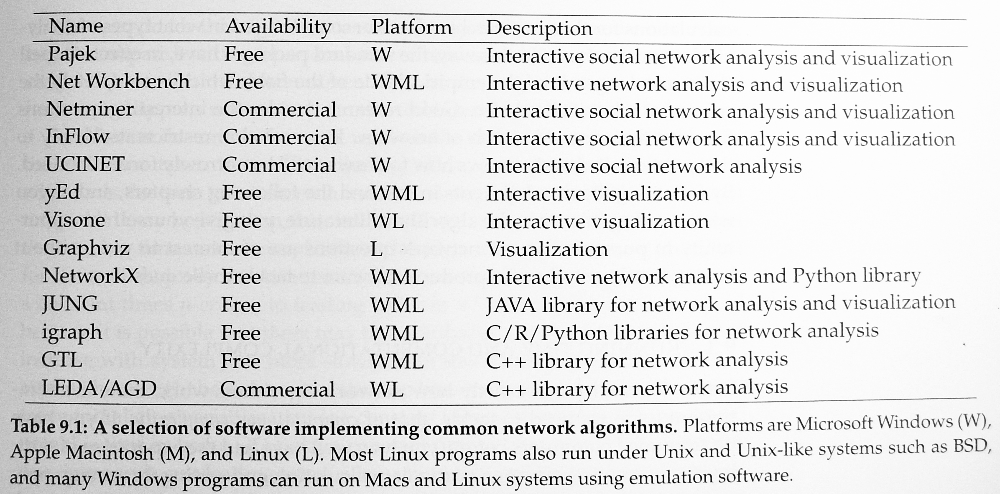 Name Availability Platform Description
Pajek Free W Interactive social network analysis and visualization
Net Workbench Free WML Interactive network analysis and visualization
Netminer Commercial W Interactive social network analysis and visualization
InFlow Commercial W Interactive social network analysis and visualization
UCINET Commercial W Interactive social network analysis
yEd Free WML Interactive visualization
Visone Free WL Interactive visualization
Graphviz Free L Visualization
NetworkX Free WML Interactive network analysis and Python library
JUNG Free WML JAVA library for network analysis and visualization
igraph Free WML C/R/Python libraries for network analysis
GTL Free WML C++ library for network analysis
LEDA/AGD Commercial WL C++ library for network analysis
Table 9.1: A selection of software implementing common network algorithms. Platforms are Microsoft Windows (W),
Apple Macintosh (M), and Linux (L). Most Linux programs also run under Unix and Unix-like systems such as BSD,
and many Windows programs can run on Macs and Linux systems using emulation software.